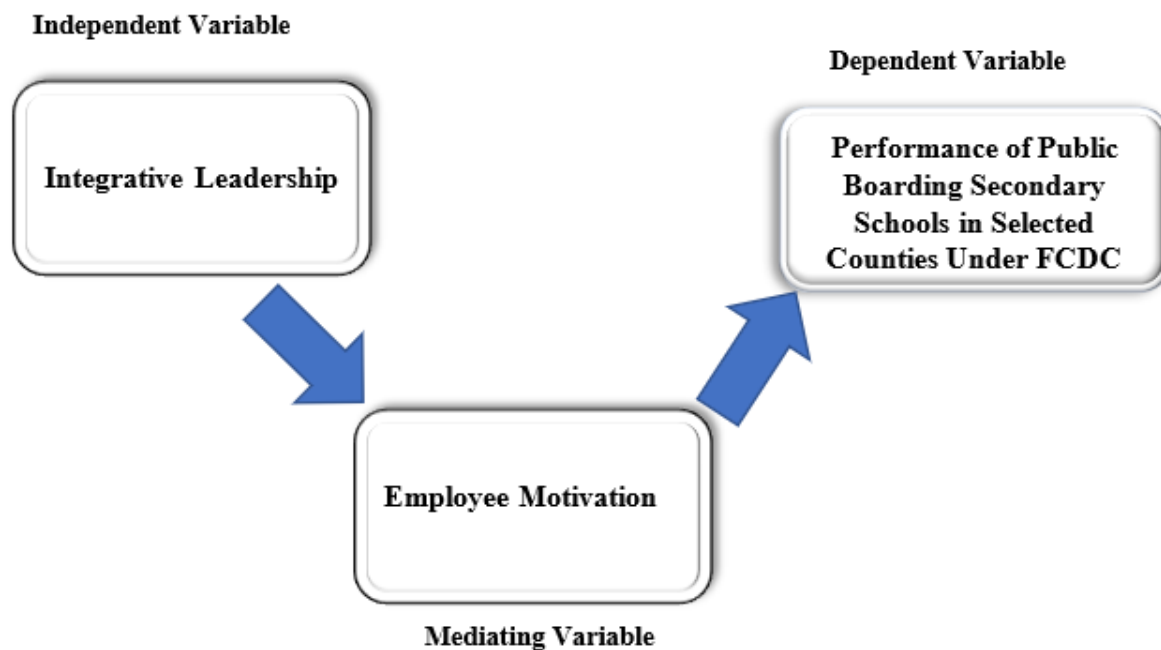 Independent Variable
Integrative Leadership
Dependent Variable
Performance of Public
Boarding Secondary
Schools in Selected
Counties Under FCDC
Employee Motivation
Mediating Variable